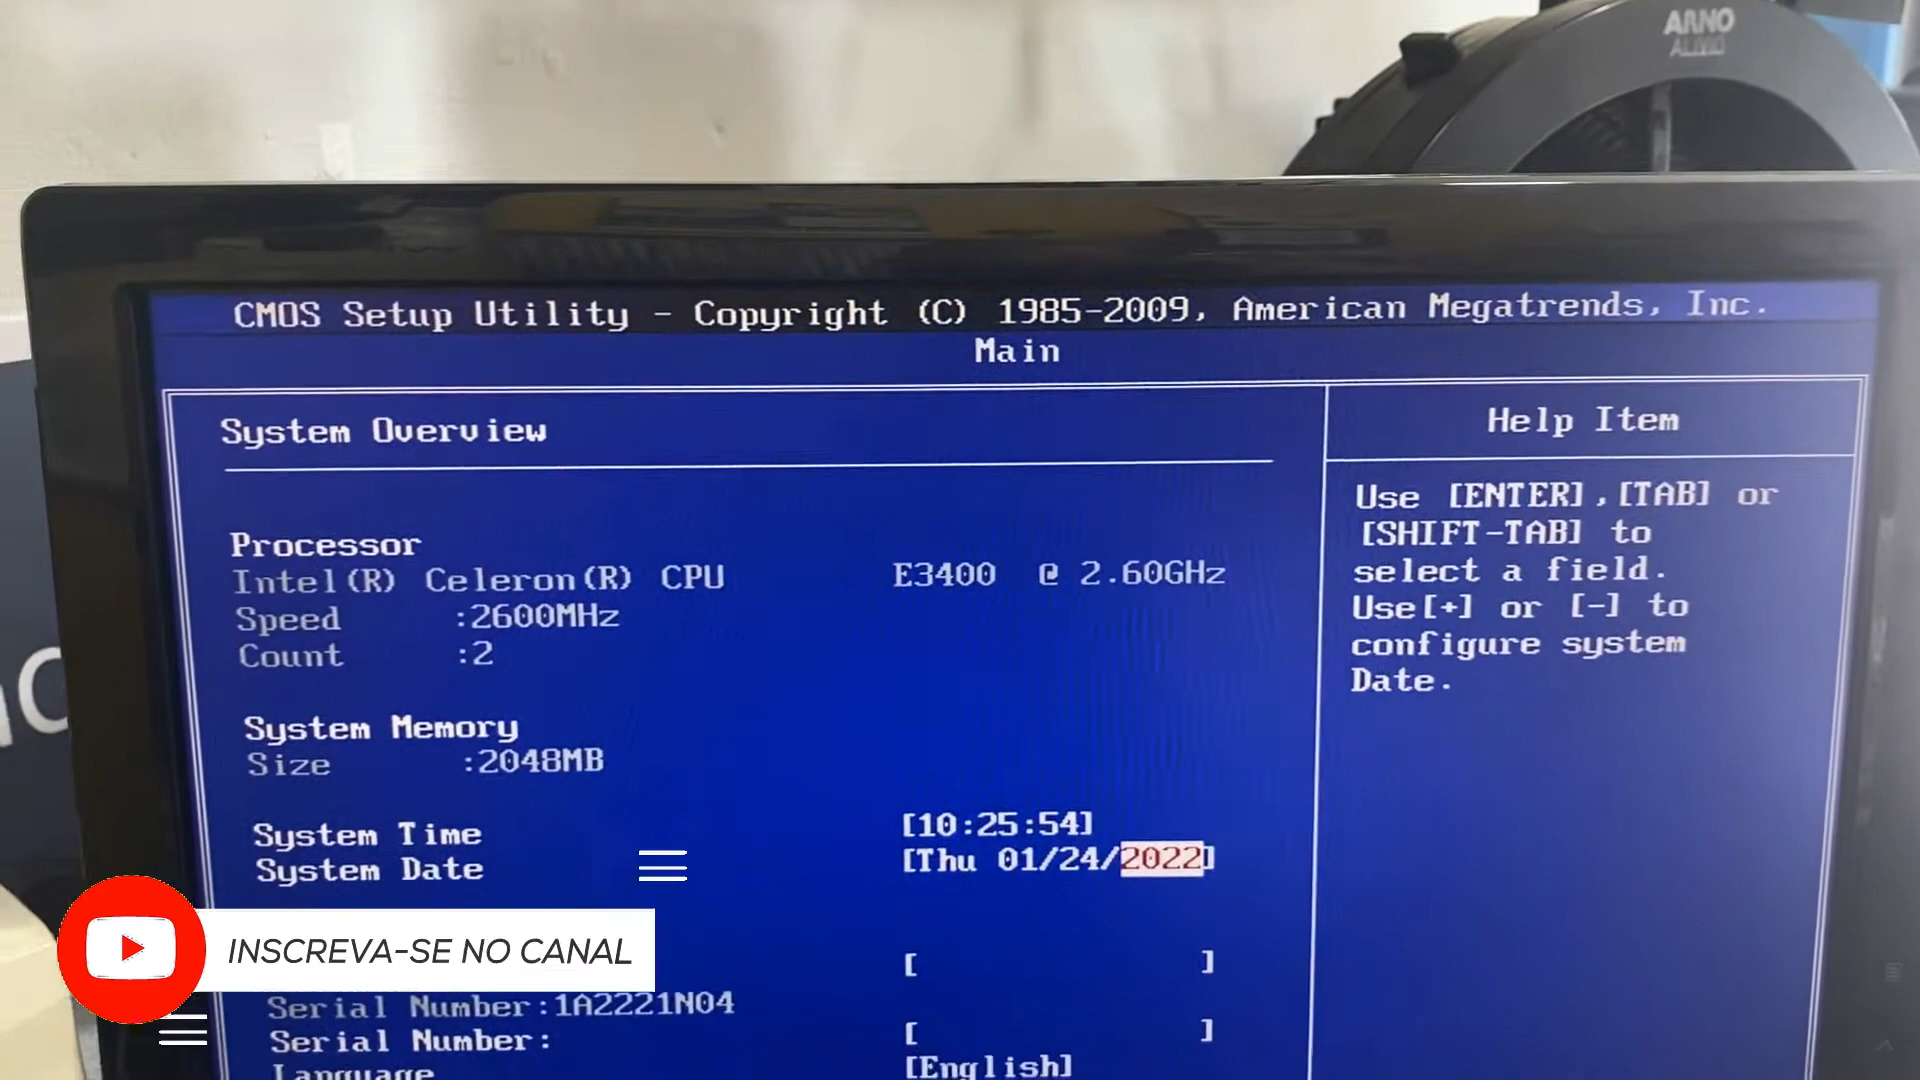 ARNO
ALIVIO
CMOS Setup Utility - Copyright (C) 1985-2009, American Megatrends, Inc.
Main
System Overview
Processor
Intel(R) Celeron(R) CPU E3400 @ 2.60GHz
Speed :2600MHz
Count :2
System Memory
Size :2048MB
System Time [10:25:54]
System Date [Thu 01/24/2022]
[ ]
Serial Number:1A2221N04
Serial Number: [ ]
Language [English]
Help Item
Use [ENTER],[TAB] or
[SHIFT-TAB] to
select a field.
Use[+] or [-] to
configure system
Date.
INSCREVA-SE NO CANAL